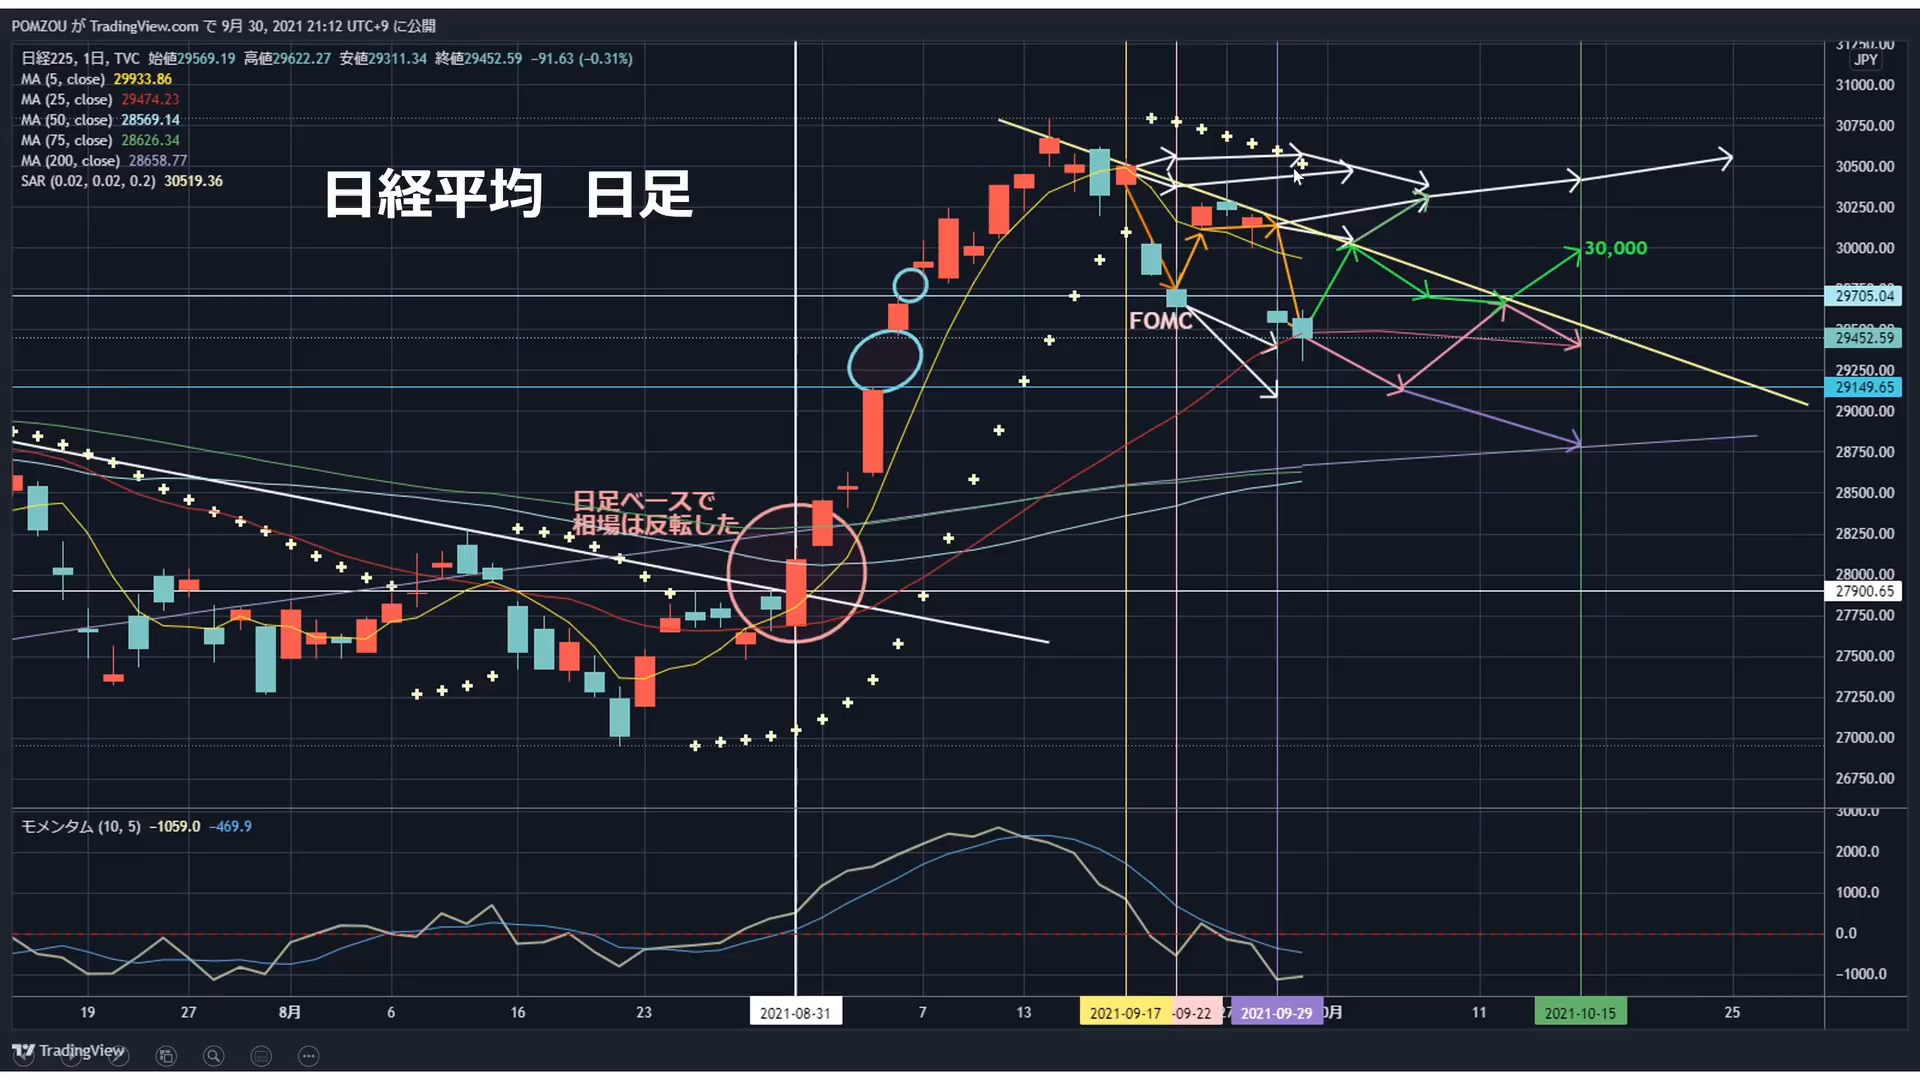 POMZOU が TradingView.com で 9月 30, 2021 21:12 UTC+9 に公開
日経225, 1日, TVC 始値29569.19 高値29622.27 安値29311.34 終値29452.59 −91.63 (−0.31%)
MA (5, close) 29933.86
MA (25, close) 29474.23
MA (50, close) 28569.14
MA (75, close) 28626.34
MA (200, close) 28658.77
SAR (0.02, 0.02, 0.2) 30519.36
日経平均 日足
FOMC
30,000
日足ベースで
相場は反転した
31250.00
JPY
31000.00
30750.00
30500.00
30250.00
30000.00
29705.04
29452.59
29250.00
29149.65
29000.00
28750.00
28500.00
28250.00
28000.00
27900.65
27750.00
27500.00
27250.00
27000.00
26750.00
モメンタム (10, 5) −1059.0 −469.9
3000.0
2000.0
1000.0
0.0
−1000.0
19 27 8月 6 16 23 2021-08-31 7 13 2021-09-17 -09-22 2021-09-29 11 2021-10-15 25
TradingView